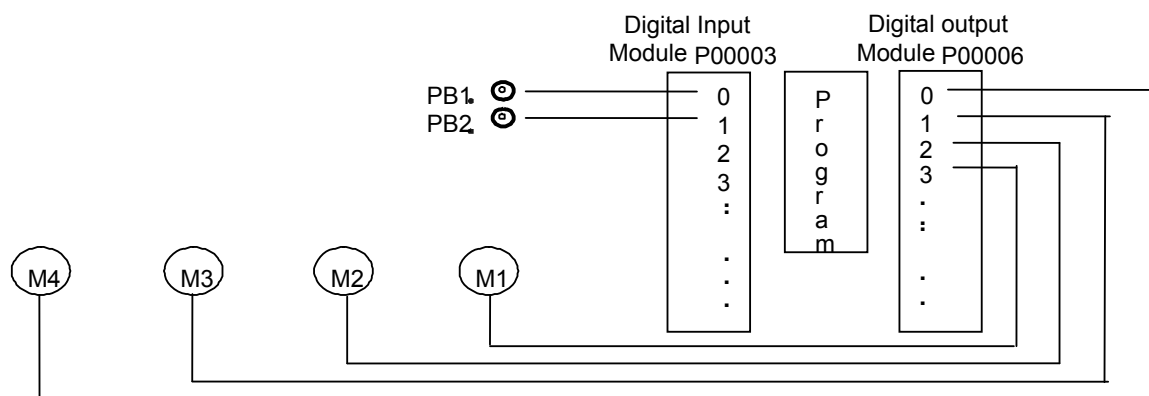 Digital Input
Module P00003
Digital output
Module P00006
PB1.
PB2.
0
1
2
3
:
.
.
.
P
r
o
g
r
a
m
0
1
2
3
.
:
.
.
M4
M3
M2
M1